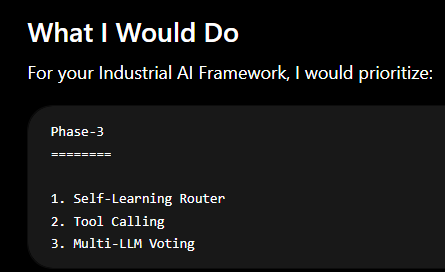 What I Would Do
For your Industrial AI Framework, I would prioritize:
Phase-3
========
1. Self-Learning Router
2. Tool Calling
3. Multi-LLM Voting